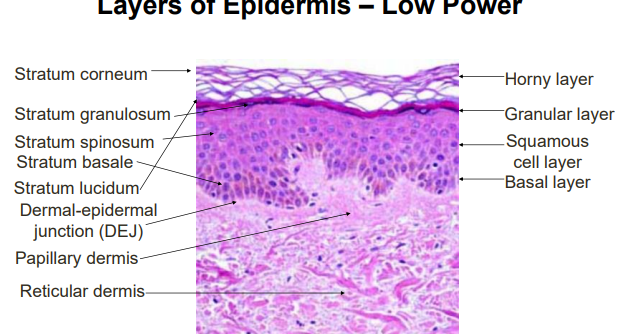 Layers of Epidermis – Low Power
Stratum corneum
Stratum granulosum
Stratum spinosum
Stratum basale
Stratum lucidum
Dermal-epidermal
junction (DEJ)
Papillary dermis
Reticular dermis
Horny layer
Granular layer
Squamous
cell layer
Basal layer